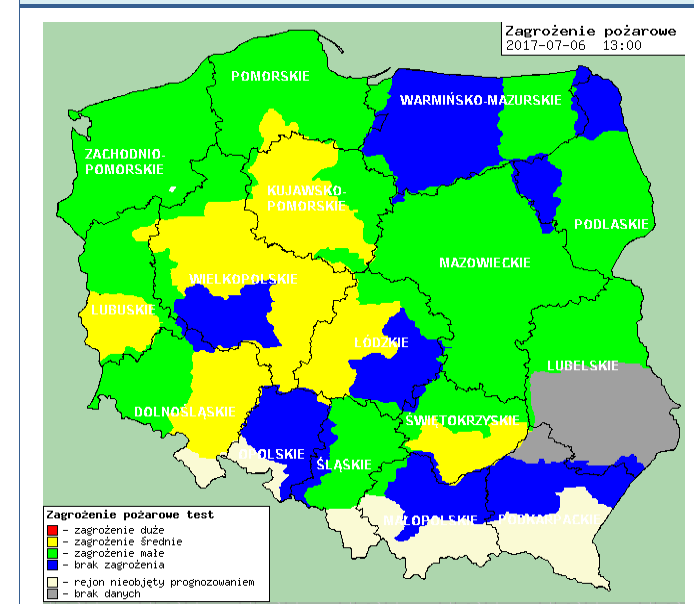 Zagrożenie pożarowe
2017-07-06 13:00
POMORSKIE
WARMIŃSKO-MAZURSKIE
ZACHODNIO-
POMORSKIE
KUJAWSKO-
POMORSKIE
PODLASKIE
MAZOWIECKIE
WIELKOPOLSKIE
LUBUSKIE
ŁÓDZKIE
LUBELSKIE
DOLNOŚLĄSKIE
ŚWIĘTOKRZYSKIE
OPOLSKIE
ŚLĄSKIE
MAŁOPOLSKIE
PODKARPACKIE
Zagrożenie pożarowe test
- zagrożenie duże
- zagrożenie średnie
- zagrożenie małe
- brak zagrożenia
- rejon nieobjęty prognozowaniem
- brak danych